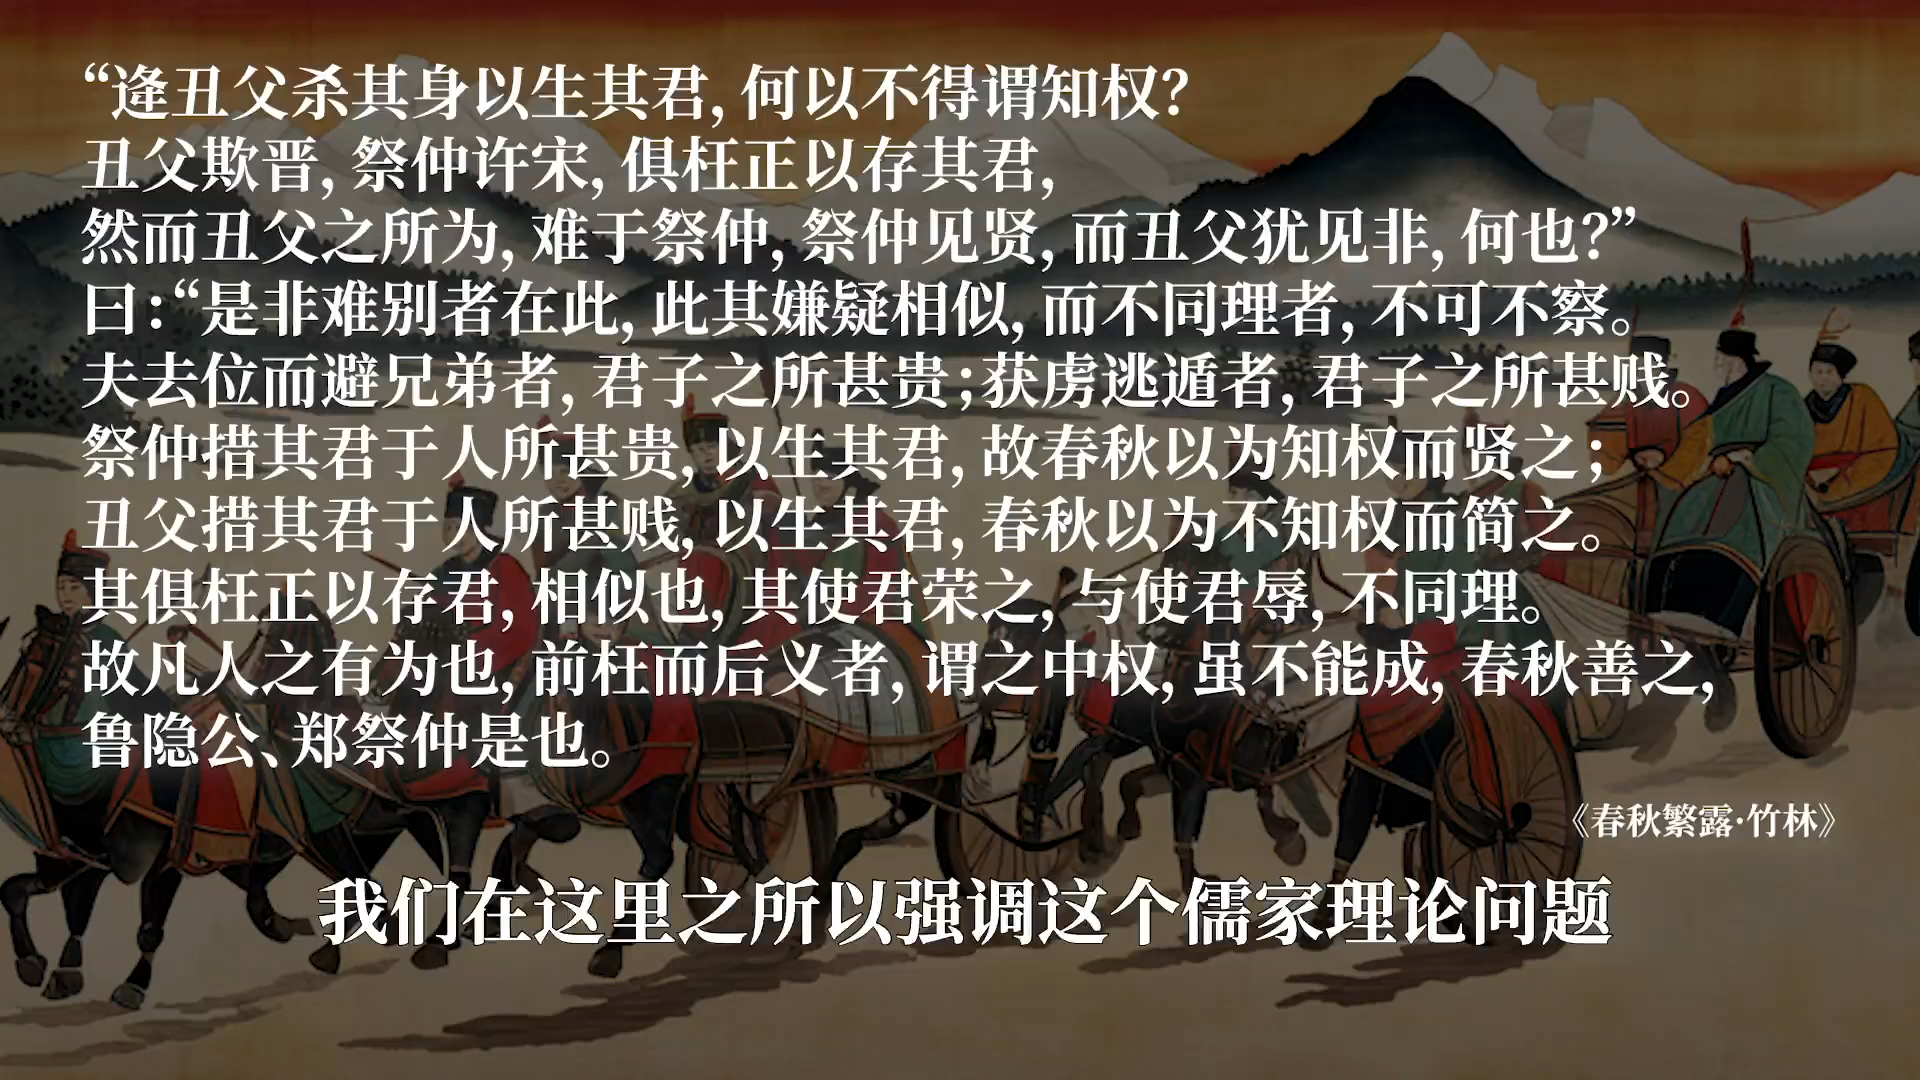 “逄丑父杀其身以生其君, 何以不得谓知权?
丑父欺晋, 祭仲许宋, 俱枉正以存其君,
然而丑父之所为, 难于祭仲, 祭仲见贤, 而丑父犹见非, 何也?”
曰:“是非难别者在此, 此其嫌疑相似, 而不同理者, 不可不察。
夫去位而避兄弟者, 君子之所甚贵;获虏逃遁者, 君子之所甚贱。
祭仲措其君于人所甚贵, 以生其君, 故春秋以为知权而贤之;
丑父措其君于人所甚贱, 以生其君, 春秋以为不知权而简之。
其俱枉正以存君, 相似也, 其使君荣之, 与使君辱, 不同理。
故凡人之有为也, 前枉而后义者, 谓之中权, 虽不能成, 春秋善之,
鲁隐公、郑祭仲是也。
《春秋繁露·竹林》
我们在这里之所以强调这个儒家理论问题